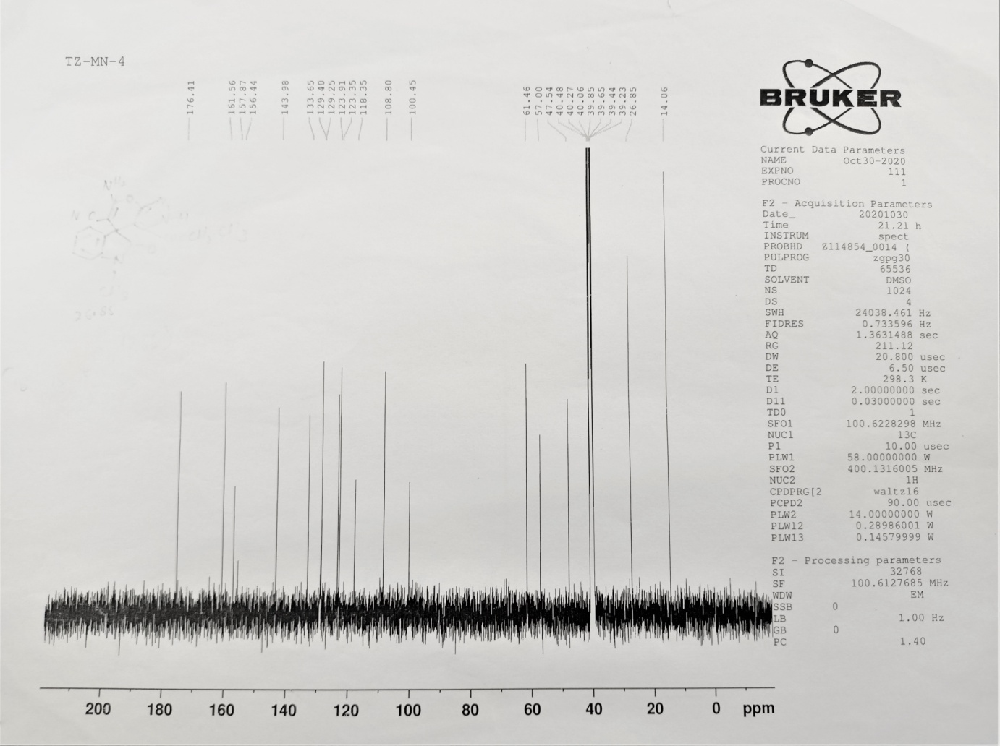 TZ-MN-4
176.41
161.56
157.87
156.44
143.98
133.65
129.40
129.25
123.91
123.35
118.35
108.80
100.45
61.46
57.00
47.54
40.48
40.27
40.06
39.85
39.65
39.44
39.23
26.85
14.06
BRUKER
Current Data Parameters
NAME Oct30-2020
EXPNO 111
PROCNO 1
F2 - Acquisition Parameters
Date_ 20201030
Time 21.21 h
INSTRUM spect
PROBHD Z114854_0014 (
PULPROG zgpg30
TD 65536
SOLVENT DMSO
NS 1024
DS 4
SWH 24038.461 Hz
FIDRES 0.733596 Hz
AQ 1.3631488 sec
RG 211.12
DW 20.800 usec
DE 6.50 usec
TE 298.3 K
D1 2.00000000 sec
D11 0.03000000 sec
TD0 1
SFO1 100.6228298 MHz
NUC1 13C
P1 10.00 usec
PLW1 58.00000000 W
SFO2 400.1316005 MHz
NUC2 1H
CPDPRG[2 waltz16
PCPD2 90.00 usec
PLW2 14.00000000 W
PLW12 0.28986001 W
PLW13 0.14579999 W
F2 - Processing parameters
SI 32768
SF 100.6127685 MHz
WDW EM
SSB 0
LB 1.00 Hz
GB 0
PC 1.40
200 180 160 140 120 100 80 60 40 20 0 ppm